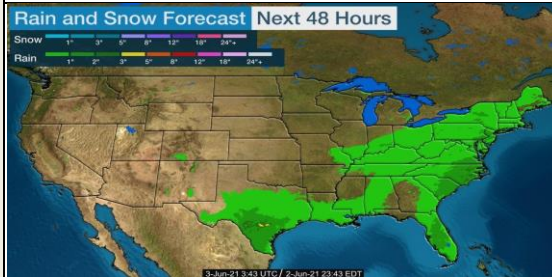 Rain and Snow Forecast Next 48 Hours
Snow 1" 3" 5" 8" 12" 18" 24"+
Rain 1" 2" 3" 5" 8" 12" 18" 24"+
3-Jun-21 3:43 UTC / 2-Jun-21 23:43 EDT